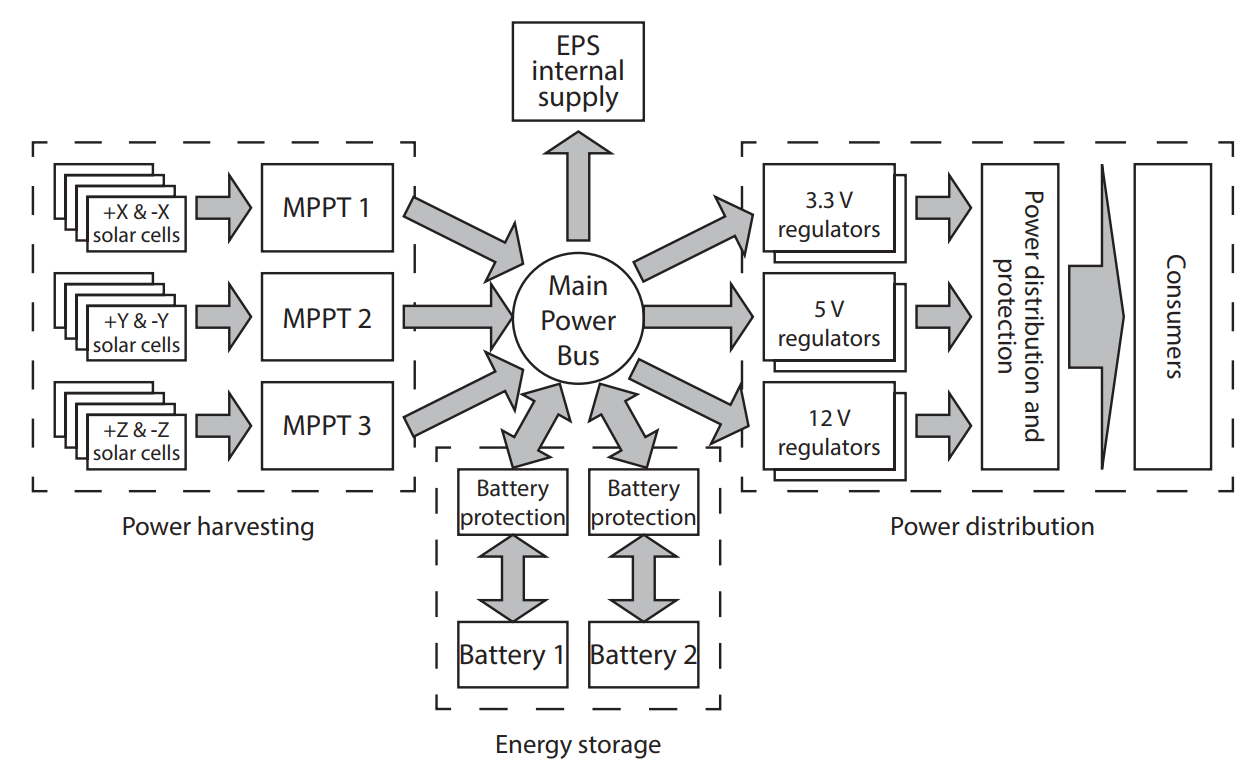 EPS
internal
supply
+X & -X
solar cells
MPPT 1
+Y & -Y
solar cells
MPPT 2
+Z & -Z
solar cells
MPPT 3
Power harvesting
Main
Power
Bus
Battery
protection
Battery
protection
Battery 1
Battery 2
Energy storage
3.3 V
regulators
5 V
regulators
12 V
regulators
Power distribution and
protection
Consumers
Power distribution